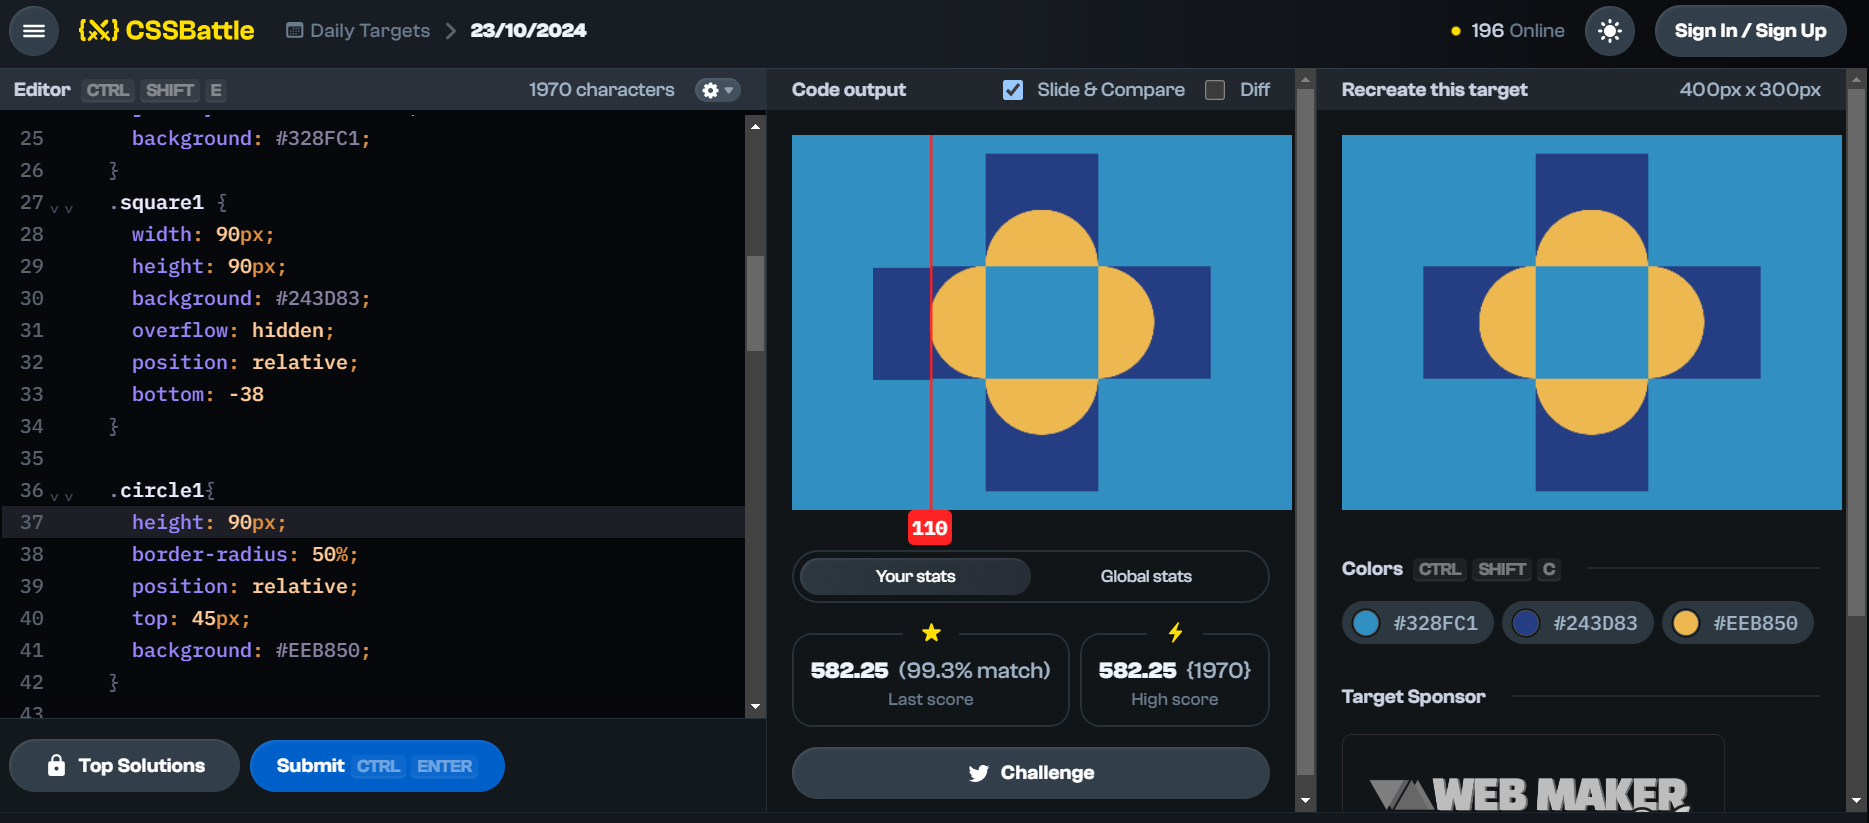 {X} CSSBattle
Daily Targets > 23/10/2024
196 Online
Sign In / Sign Up
Editor CTRL SHIFT E
1970 characters
25 background: #328FC1;
26 }
27 .square1 {
28 width: 90px;
29 height: 90px;
30 background: #243D83;
31 overflow: hidden;
32 position: relative;
33 bottom: -38
34 }
35
36 .circle1{
37 height: 90px;
38 border-radius: 50%;
39 position: relative;
40 top: 45px;
41 background: #EEB850;
42 }
43
Top Solutions
Submit CTRL ENTER
Code output
Slide & Compare
Diff
110
Your stats
Global stats
582.25 (99.3% match)
Last score
582.25 {1970}
High score
Challenge
Recreate this target
400px x 300px
Colors CTRL SHIFT C
#328FC1
#243D83
#EEB850
Target Sponsor
WEB MAKER